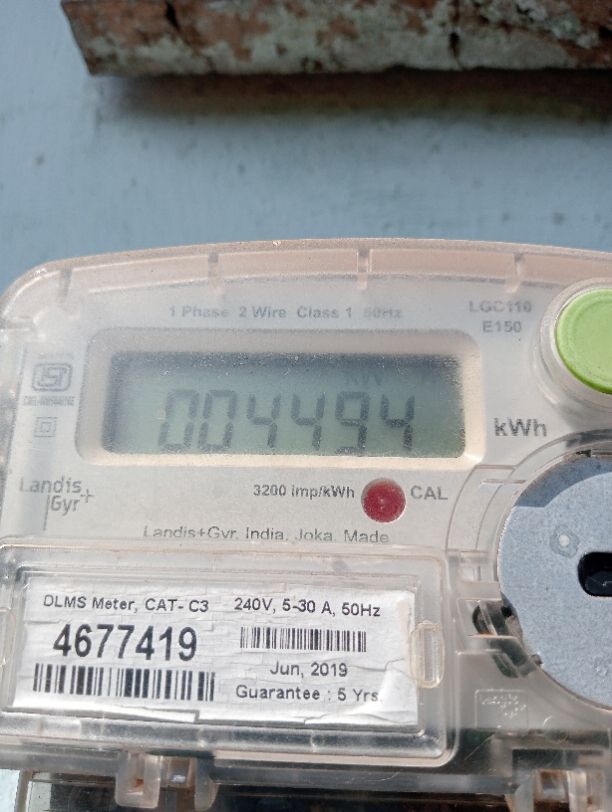 1 Phase 2 Wire Class 1 50Hz
LGC110
E150
ISI
004494
kWh
Landis
Gyr+
3200 imp/kWh
CAL
Landis+Gyr, India, Joka, Made
DLMS Meter, CAT- C3
240V, 5-30 A, 50Hz
4677419
Jun, 2019
Guarantee : 5 Yrs.